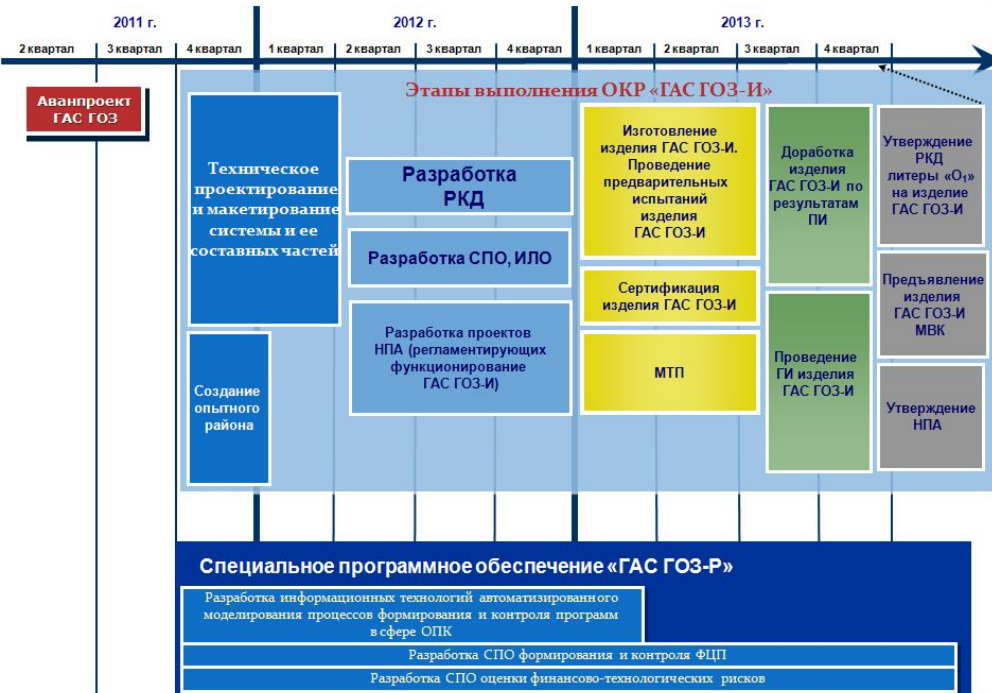 2011 г.
2012 г.
2013 г.
2 квартал
3 квартал
4 квартал
1 квартал
2 квартал
3 квартал
4 квартал
1 квартал
2 квартал
3 квартал
4 квартал
Аванпроект
ГАС ГОЗ
Этапы выполнения ОКР «ГАС ГОЗ-И»
Техническое
проектирование
и макетирование
системы и ее
составных частей
Создание
опытного
района
Разработка
РКД
Разработка СПО, ИЛО
Разработка проектов
НПА (регламентирующих
функционирование
ГАС ГОЗ-И)
Изготовление
изделия ГАС ГОЗ-И.
Проведение
предварительных
испытаний
изделия
ГАС ГОЗ-И
Сертификация
изделия ГАС ГОЗ-И
МТП
Доработка
изделия
ГАС ГОЗ-И по
результатам
ПИ
Проведение
ГИ изделия
ГАС ГОЗ-И
Утверждение
РКД
литеры «О₁»
на изделие
ГАС ГОЗ-И
Предъявление
изделия
ГАС ГОЗ-И
МВК
Утверждение
НПА
Специальное программное обеспечение «ГАС ГОЗ-Р»
Разработка информационных технологий автоматизированного
моделирования процессов формирования и контроля программ
в сфере ОПК
Разработка СПО формирования и контроля ФЦП
Разработка СПО оценки финансово-технологических рисков